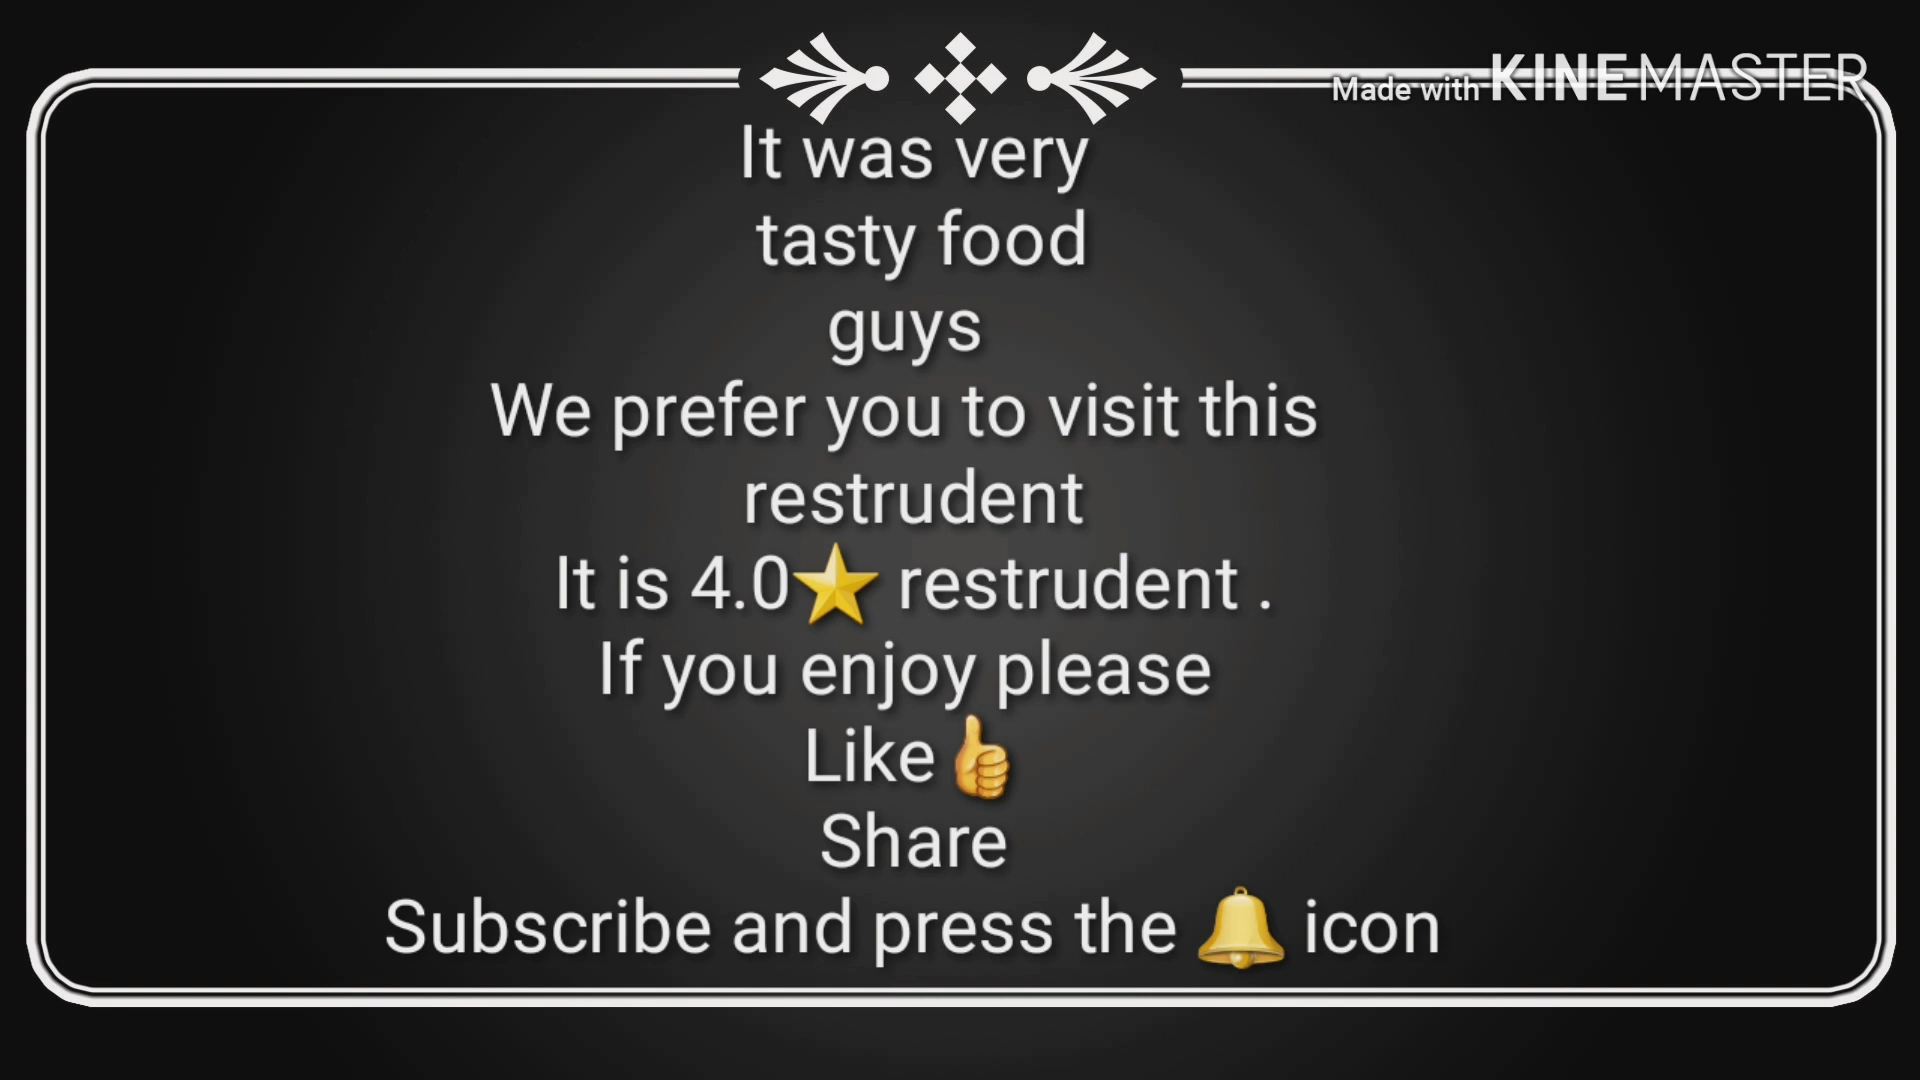 Made with KINEMASTER
It was very
tasty food
guys
We prefer you to visit this
restrudent
It is 4.0⭐ restrudent .
If you enjoy please
Like👍
Share
Subscribe and press the 🔔 icon